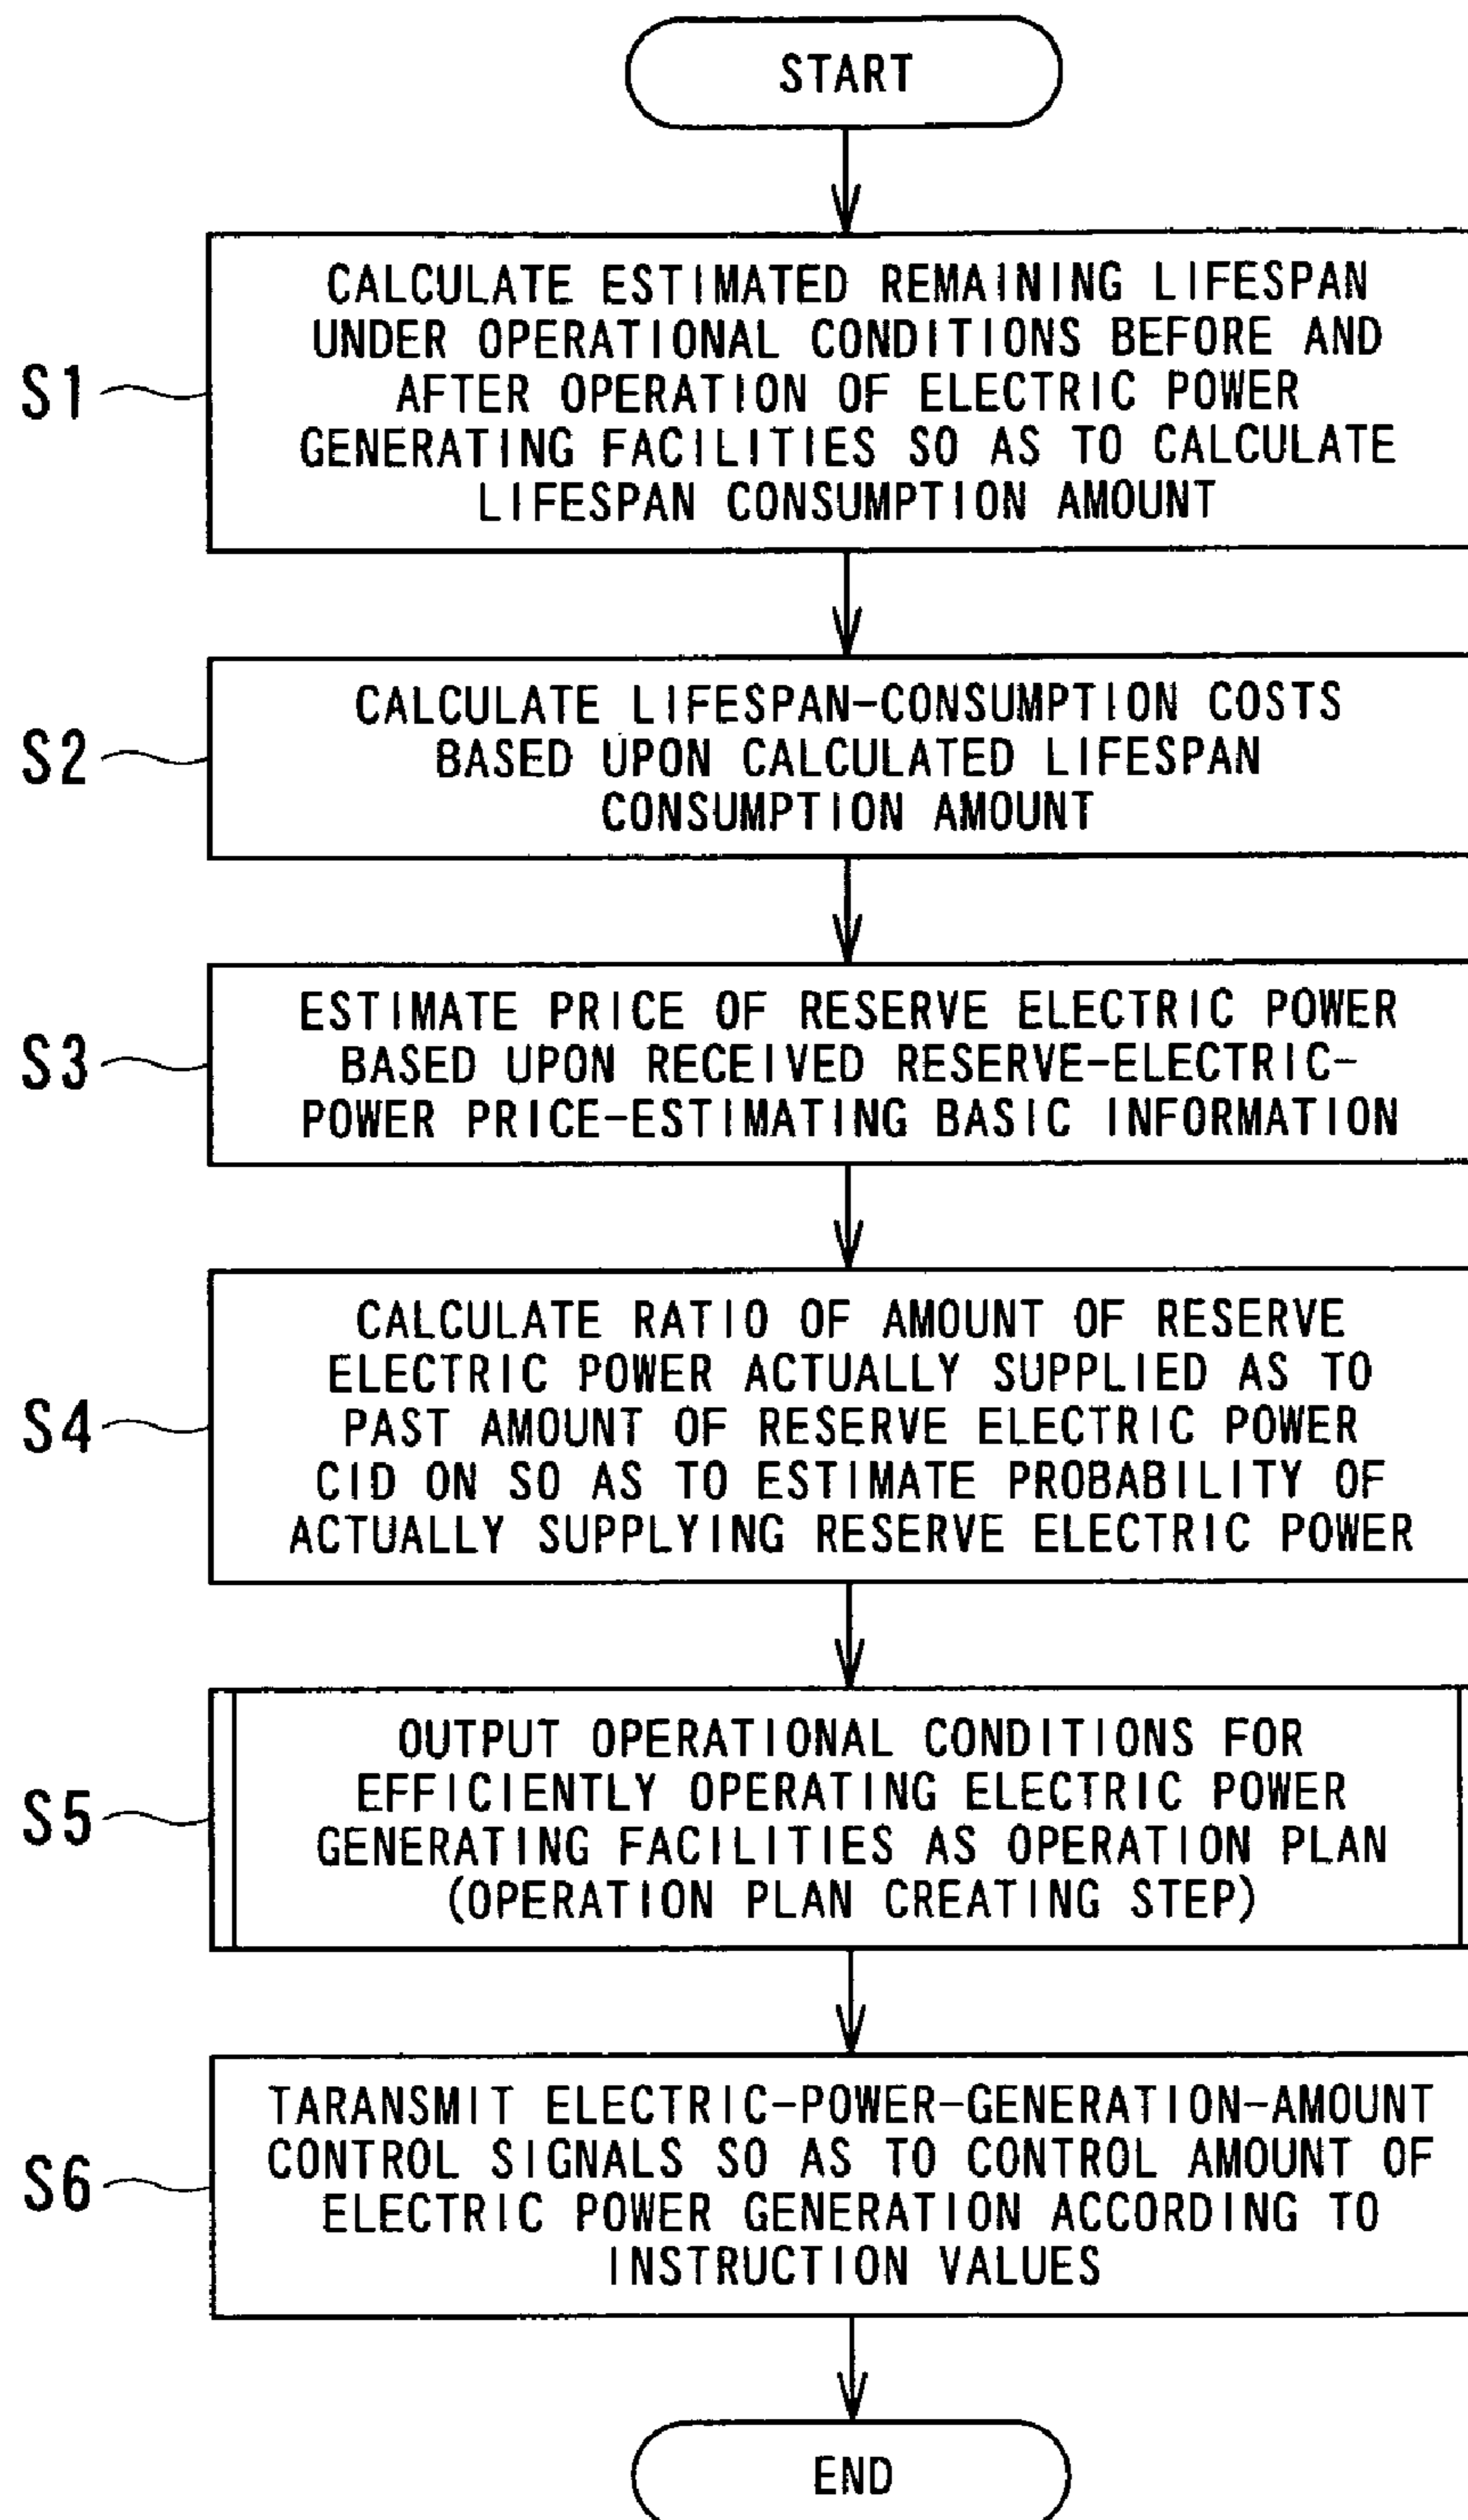 START
CALCULATE ESTIMATED REMAINING LIFESPAN
UNDER OPERATIONAL CONDITIONS BEFORE AND
AFTER OPERATION OF ELECTRIC POWER
GENERATING FACILITIES SO AS TO CALCULATE
LIFESPAN CONSUMPTION AMOUNT
S1
CALCULATE LIFESPAN-CONSUMPTION COSTS
BASED UPON CALCULATED LIFESPAN
CONSUMPTION AMOUNT
S2
ESTIMATE PRICE OF RESERVE ELECTRIC POWER
BASED UPON RECEIVED RESERVE-ELECTRIC-
POWER PRICE-ESTIMATING BASIC INFORMATION
S3
CALCULATE RATIO OF AMOUNT OF RESERVE
ELECTRIC POWER ACTUALLY SUPPLIED AS TO
PAST AMOUNT OF RESERVE ELECTRIC POWER
CID ON SO AS TO ESTIMATE PROBABILITY OF
ACTUALLY SUPPLYING RESERVE ELECTRIC POWER
S4
OUTPUT OPERATIONAL CONDITIONS FOR
EFFICIENTLY OPERATING ELECTRIC POWER
GENERATING FACILITIES AS OPERATION PLAN
(OPERATION PLAN CREATING STEP)
S5
TARANSMIT ELECTRIC-POWER-GENERATION-AMOUNT
CONTROL SIGNALS SO AS TO CONTROL AMOUNT OF
ELECTRIC POWER GENERATION ACCORDING TO
INSTRUCTION VALUES
S6
END